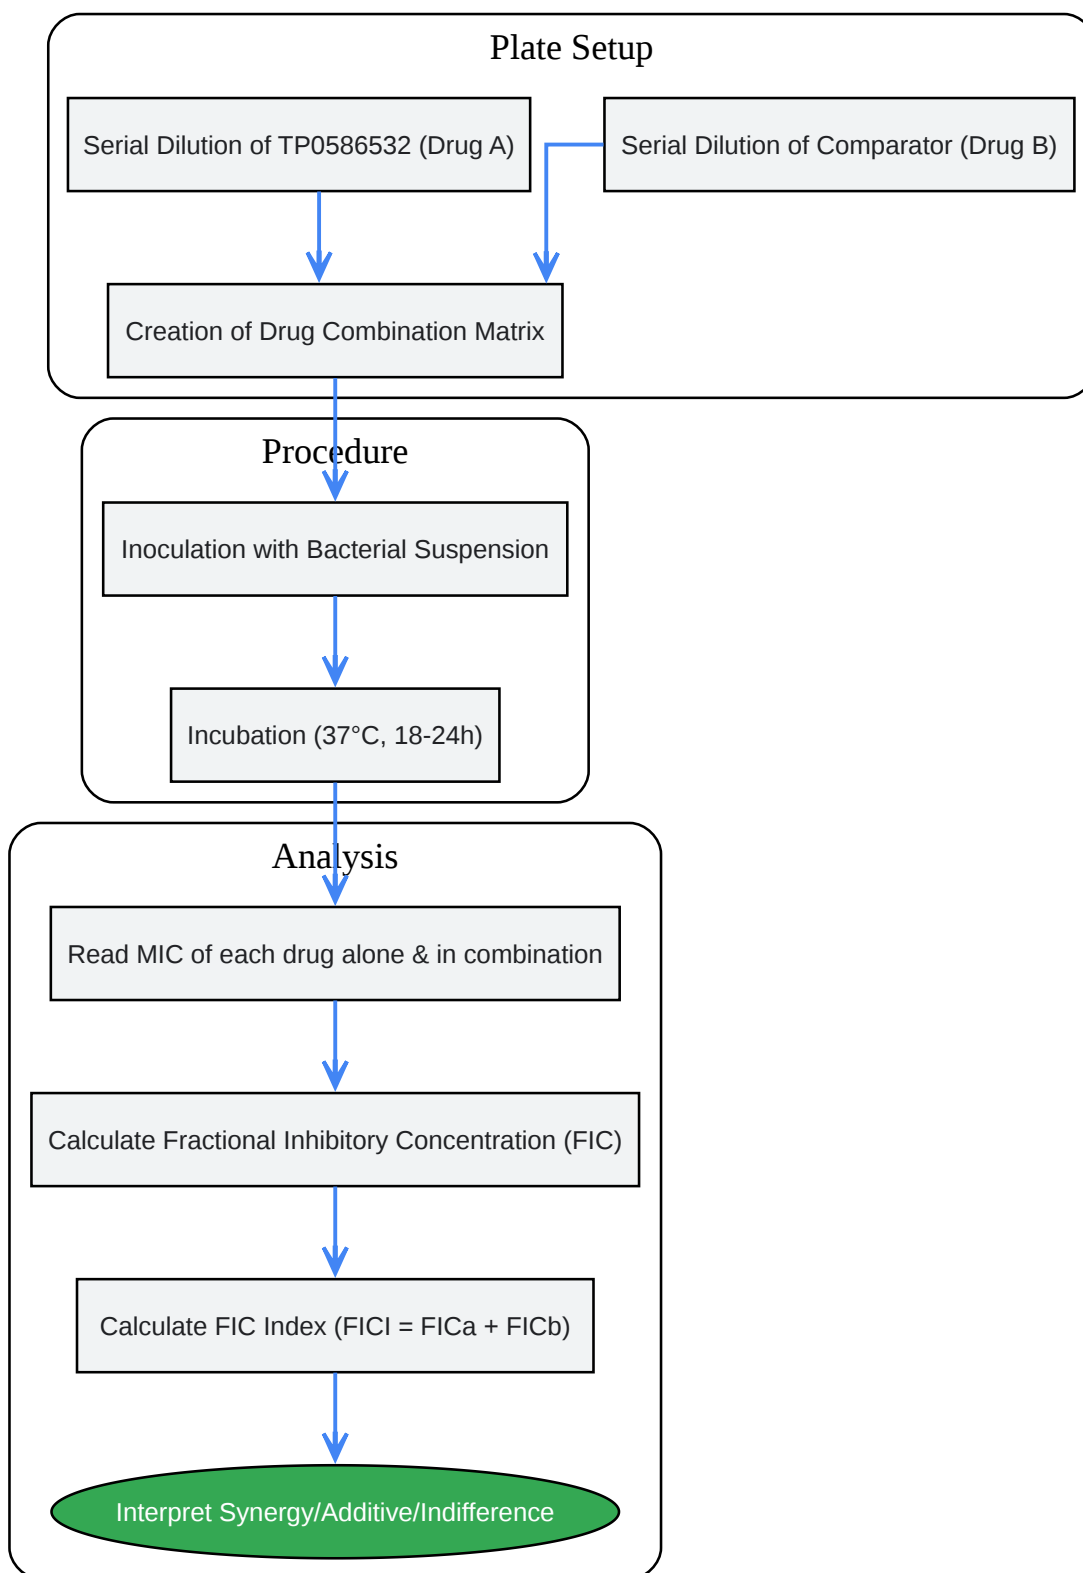 Plate Setup
Serial Dilution of TP0586532 (Drug A)
Serial Dilution of Comparator (Drug B)
Creation of Drug Combination Matrix
Procedure
Inoculation with Bacterial Suspension
Incubation (37°C, 18-24h)
Analysis
Read MIC of each drug alone & in combination
Calculate Fractional Inhibitory Concentration (FIC)
Calculate FIC Index (FICI = FICa + FICb)
Interpret Synergy/Additive/Indifference